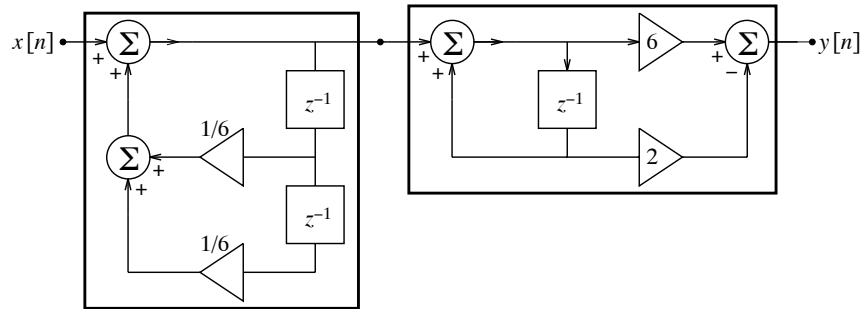 x[n] Σ Σ 6 Σ y[n]
+ + + + + −
z⁻¹ z⁻¹
1/6
Σ + 2
+
z⁻¹
1/6